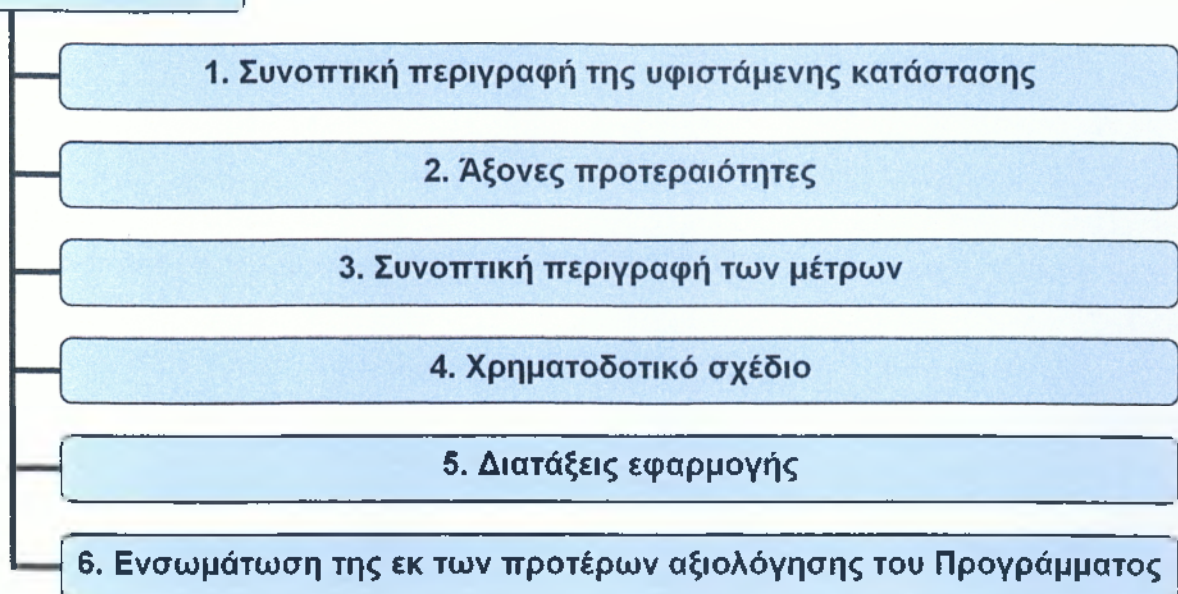 1. Συνοπτική περιγραφή της υφιστάμενης κατάστασης
2. Άξονες προτεραιότητες
3. Συνοπτική περιγραφή των μέτρων
4. Χρηματοδοτικό σχέδιο
5. Διατάξεις εφαρμογής
6. Ενσωμάτωση της εκ των προτέρων αξιολόγησης του Προγράμματος